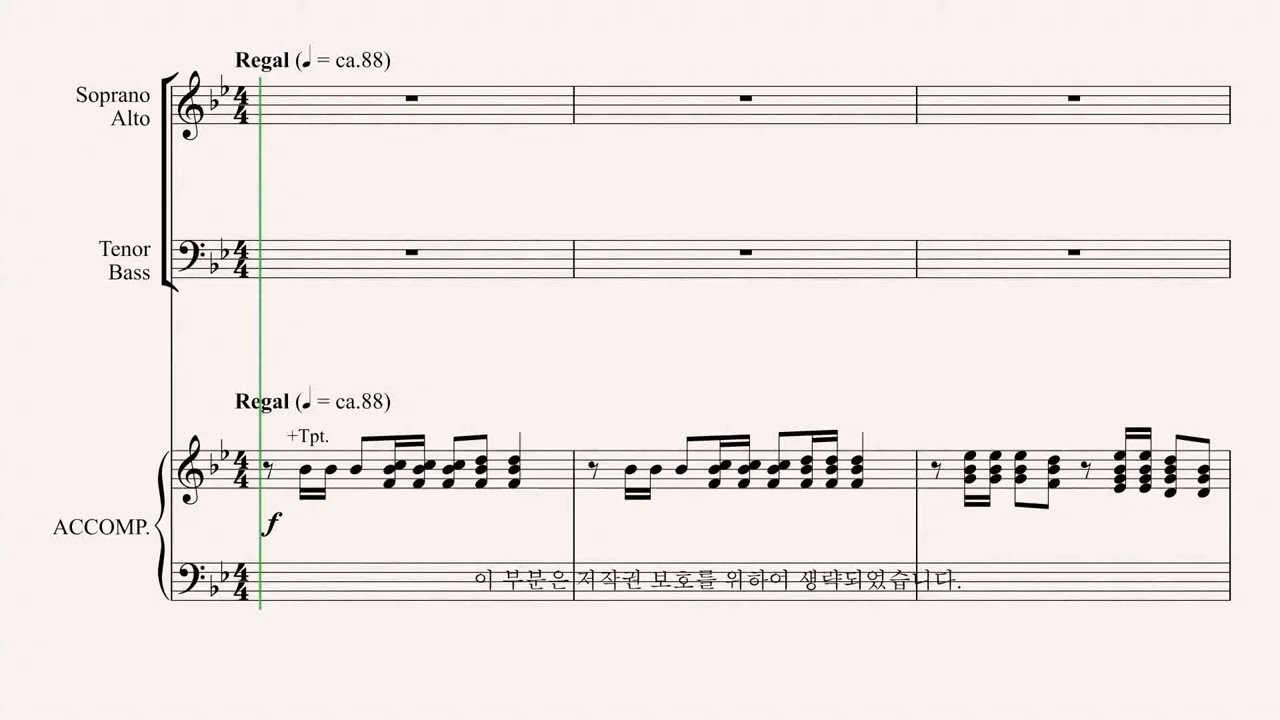 Regal (♩ = ca.88)
Soprano
Alto
Tenor
Bass
Regal (♩ = ca.88)
+Tpt.
f
ACCOMP.
이 부분은 저작권 보호를 위하여 생략되었습니다.